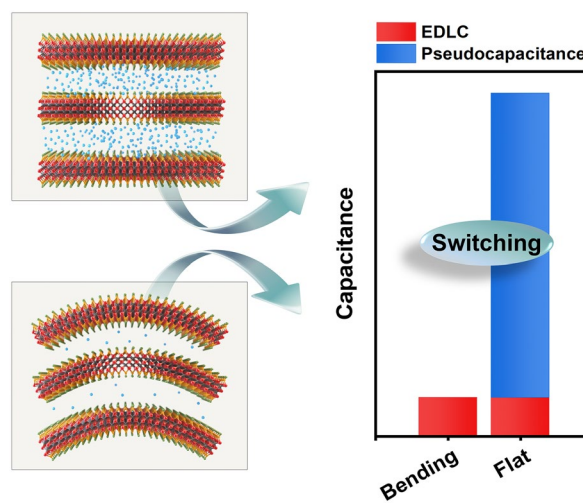 EDLC
Pseudocapacitance
Capacitance
Switching
Bending
Flat